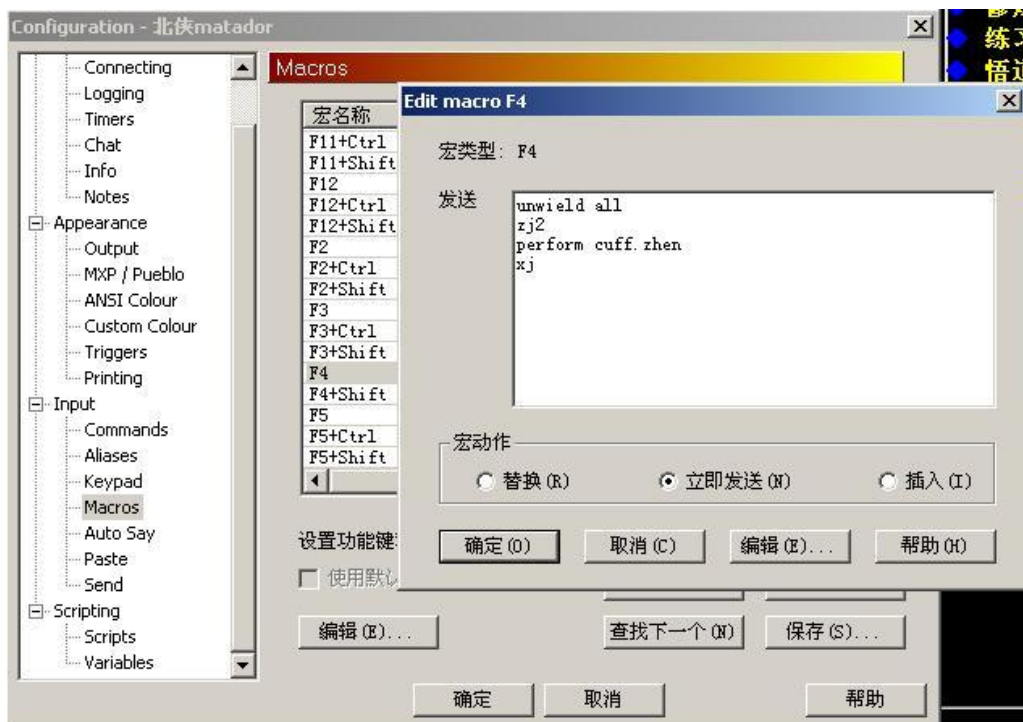 Configuration - 北侠matador
Connecting
Logging
Timers
Chat
Info
Notes
Appearance
Output
MXP / Pueblo
ANSI Colour
Custom Colour
Triggers
Printing
Input
Commands
Aliases
Keypad
Macros
Auto Say
Paste
Send
Scripting
Scripts
Variables
Macros
宏名称
F11+Ctrl
F11+Shift
F12
F12+Ctrl
F12+Shift
F2
F2+Ctrl
F2+Shift
F3
F3+Ctrl
F3+Shift
F4
F4+Shift
F5
F5+Ctrl
F5+Shift
设置功能键
使用默认
编辑(E)...
查找下一个(N)
保存(S)...
确定
取消
帮助
Edit macro F4
宏类型: F4
发送
unwield all
zj2
perform cuff.zhen
xj
宏动作
替换(R)
立即发送(N)
插入(I)
确定(O)
取消(C)
编辑(E)...
帮助(H)
练
悟